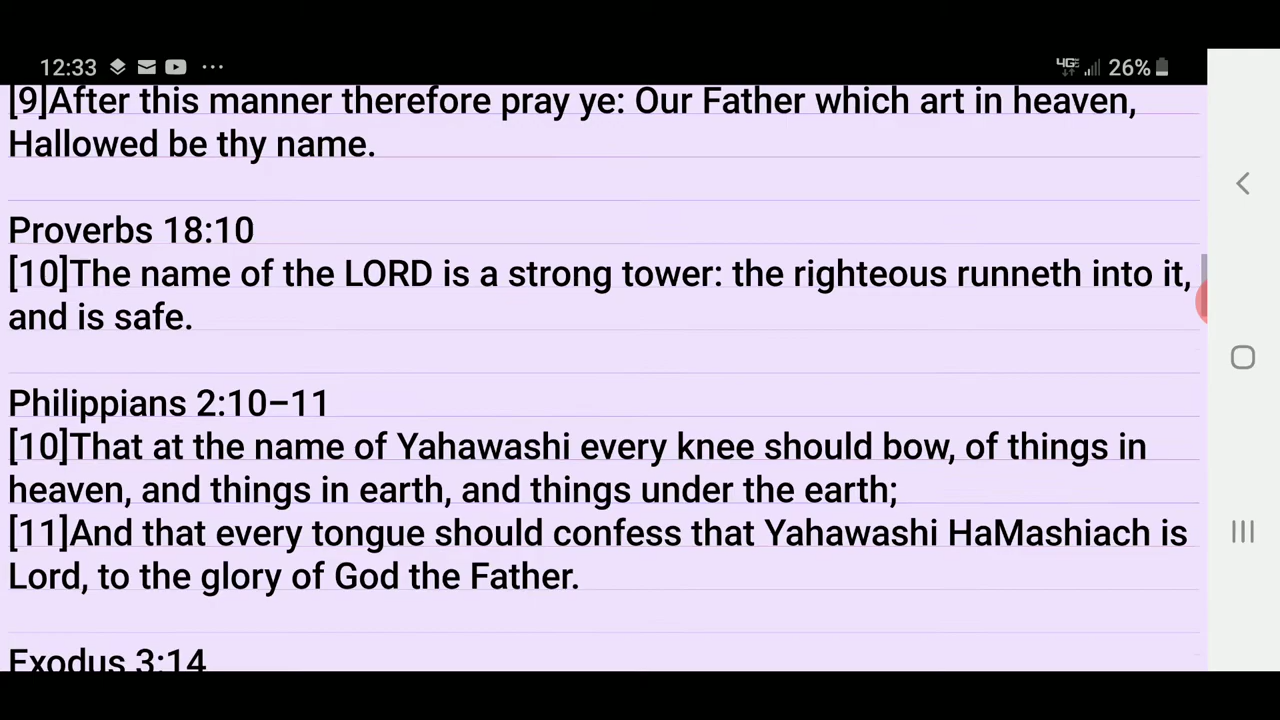 12:33 ...
4GE 26%
[9]After this manner therefore pray ye: Our Father which art in heaven,
Hallowed be thy name.
Proverbs 18:10
[10]The name of the LORD is a strong tower: the righteous runneth into it,
and is safe.
Philippians 2:10–11
[10]That at the name of Yahawashi every knee should bow, of things in
heaven, and things in earth, and things under the earth;
[11]And that every tongue should confess that Yahawashi HaMashiach is
Lord, to the glory of God the Father.
Exodus 3:14